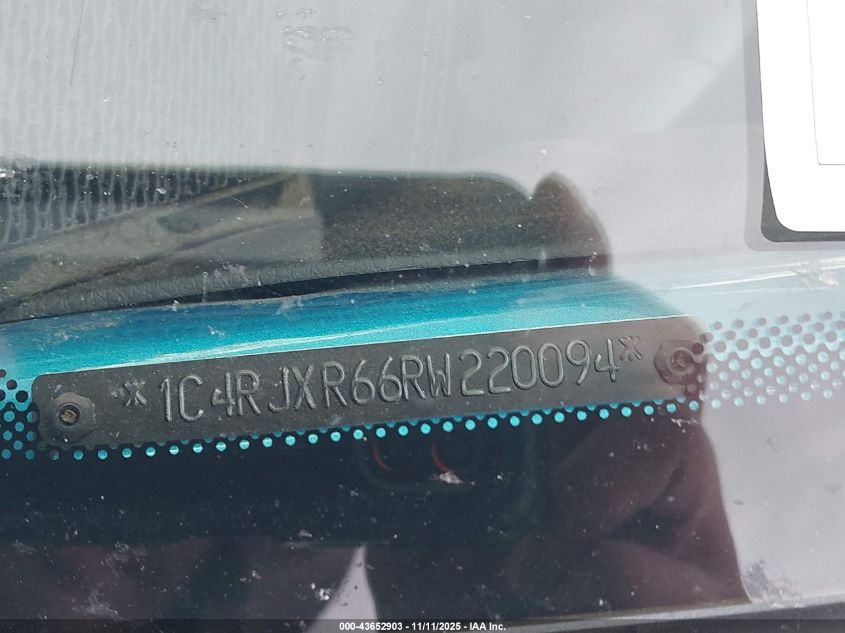 *1C4RJXR66RW220094*
000-43652903 - 11/11/2025 - IAA Inc.